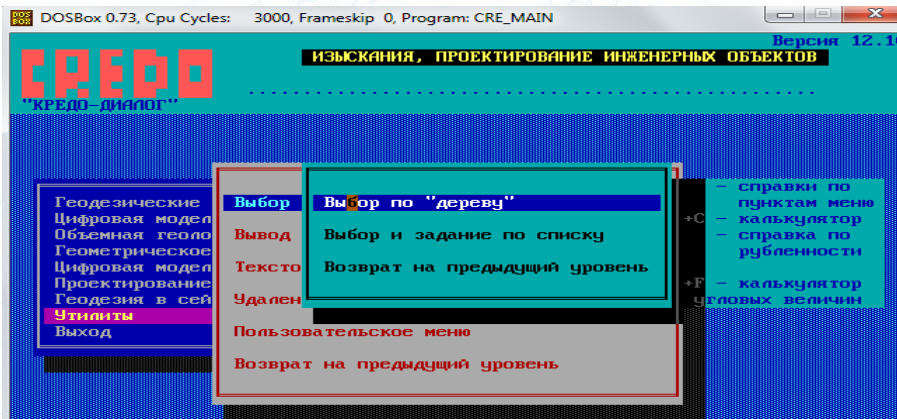 DOSBox 0.73, Cpu Cycles: 3000, Frameskip 0, Program: CRE_MAIN
Версия 12.1
CREDO
ИЗЫСКАНИЯ, ПРОЕКТИРОВАНИЕ ИНЖЕНЕРНЫХ ОБЪЕКТОВ
"КРЕДО-ДИАЛОГ"
Геодезические
Цифровая модел
Объемная геоло
Геометрическое
Цифровая модел
Проектирование
Геодезия в сей
Утилиты
Выход
Выбор
Вывод
Тексто
Удален
Пользовательское меню
Возврат на предыдущий уровень
Выбор по "дереву"
Выбор и задание по списку
Возврат на предыдущий уровень
- справки по
пунктам меню
+C - калькулятор
- справка по
рубленности
+F - калькулятор
угловых величин